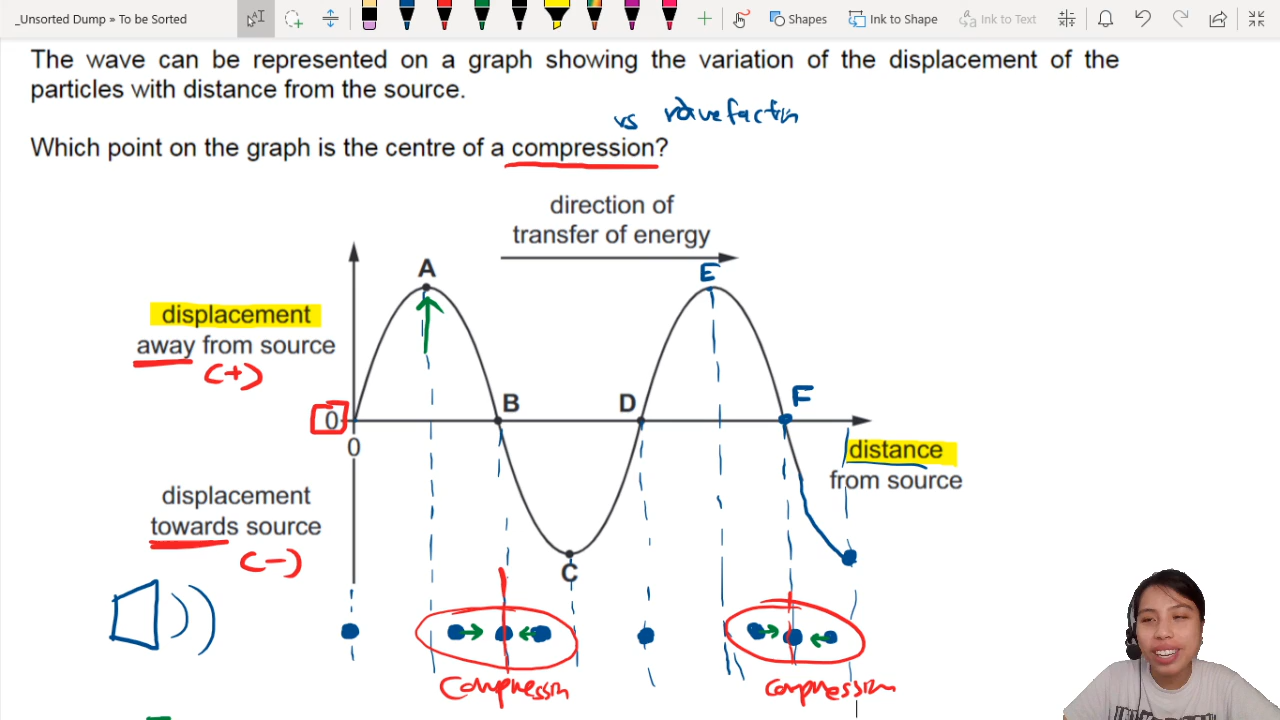 _Unsorted Dump » To be Sorted
Shapes
Ink to Shape
Ink to Text
The wave can be represented on a graph showing the variation of the displacement of the
particles with distance from the source.
vs
Which point on the graph is the centre of a compression?
direction of
transfer of energy
A
E
displacement
away from source
(+)
B
D
F
0
0
distance
from source
displacement
towards source
(-)
C
Compression
compression